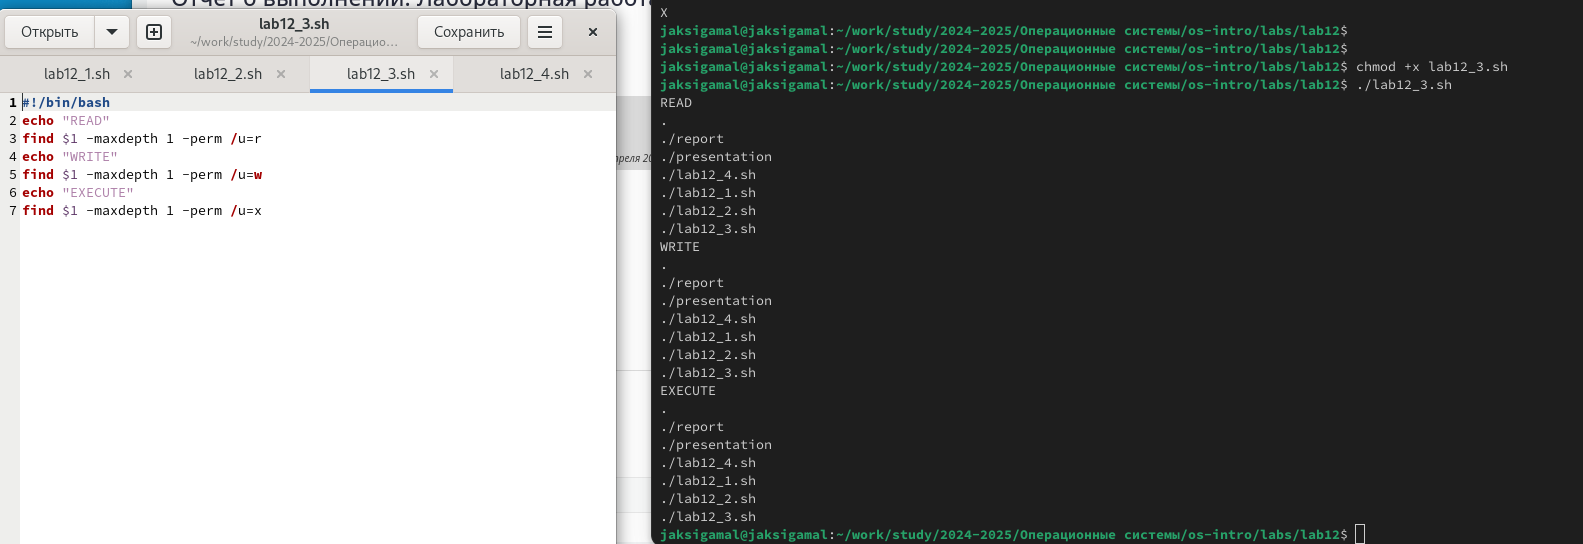 Отчет о выполнении. Лабораторная работа
lab12_3.sh
Открыть
~/work/study/2024-2025/Операцио...
Сохранить
lab12_1.sh
lab12_2.sh
lab12_3.sh
lab12_4.sh
1 #!/bin/bash
2 echo "READ"
3 find $1 -maxdepth 1 -perm /u=r
4 echo "WRITE"
5 find $1 -maxdepth 1 -perm /u=w
6 echo "EXECUTE"
7 find $1 -maxdepth 1 -perm /u=x
преля 20
X
jaksigamal@jaksigamal:~/work/study/2024-2025/Операционные системы/os-intro/labs/lab12$
jaksigamal@jaksigamal:~/work/study/2024-2025/Операционные системы/os-intro/labs/lab12$
jaksigamal@jaksigamal:~/work/study/2024-2025/Операционные системы/os-intro/labs/lab12$ chmod +x lab12_3.sh
jaksigamal@jaksigamal:~/work/study/2024-2025/Операционные системы/os-intro/labs/lab12$ ./lab12_3.sh
READ
.
./report
./presentation
./lab12_4.sh
./lab12_1.sh
./lab12_2.sh
./lab12_3.sh
WRITE
.
./report
./presentation
./lab12_4.sh
./lab12_1.sh
./lab12_2.sh
./lab12_3.sh
EXECUTE
.
./report
./presentation
./lab12_4.sh
./lab12_1.sh
./lab12_2.sh
./lab12_3.sh
jaksigamal@jaksigamal:~/work/study/2024-2025/Операционные системы/os-intro/labs/lab12$